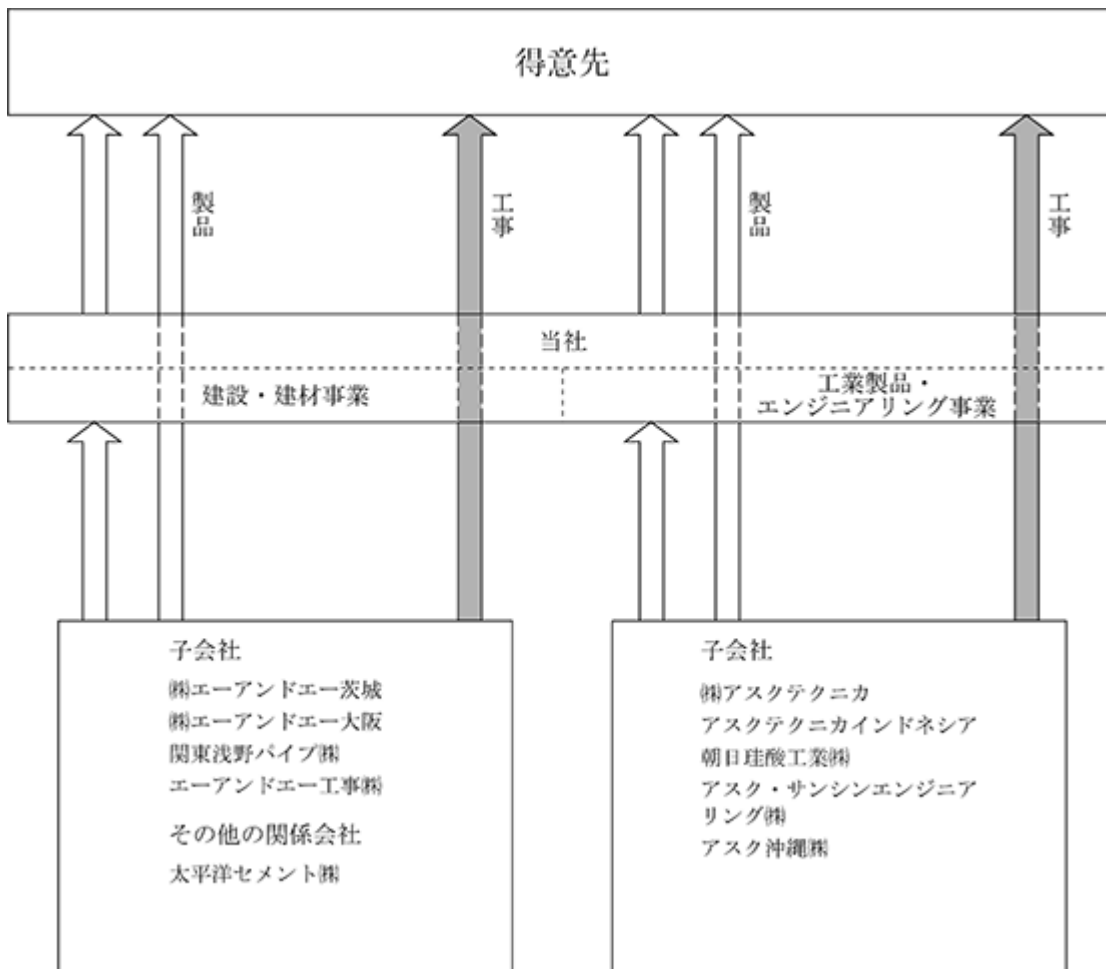 得意先
製品
工事
製品
工事
当社
建設・建材事業
工業製品・
エンジニアリング事業
子会社
㈱エーアンドエー茨城
㈱エーアンドエー大阪
関東浅野パイプ㈱
エーアンドエー工事㈱
その他の関係会社
太平洋セメント㈱
子会社
㈱アスクテクニカ
アスクテクニカインドネシア
朝日珪酸工業㈱
アスク・サンシンエンジニア
リング㈱
アスク沖縄㈱